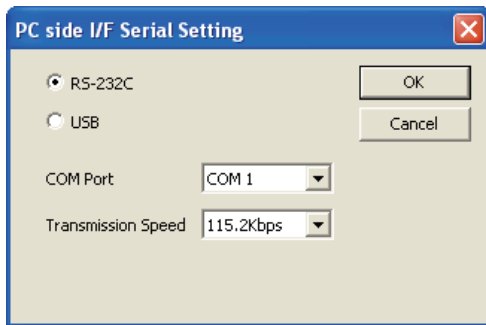 PC side I/F Serial Setting
RS-232C
OK
USB
Cancel
COM Port
COM 1
Transmission Speed
115.2Kbps